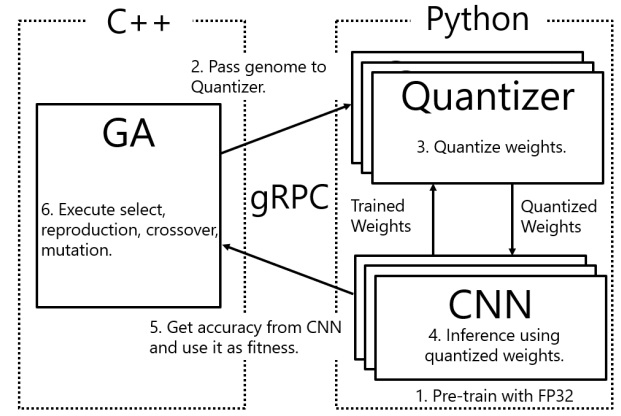 C++
Python
2. Pass genome to
Quantizer.
GA
Quantizer
3. Quantize weights.
6. Execute select,
reproduction, crossover,
mutation.
gRPC
Trained
Weights
Quantized
Weights
CNN
4. Inference using
quantized weights.
5. Get accuracy from CNN
and use it as fitness.
1. Pre-train with FP32